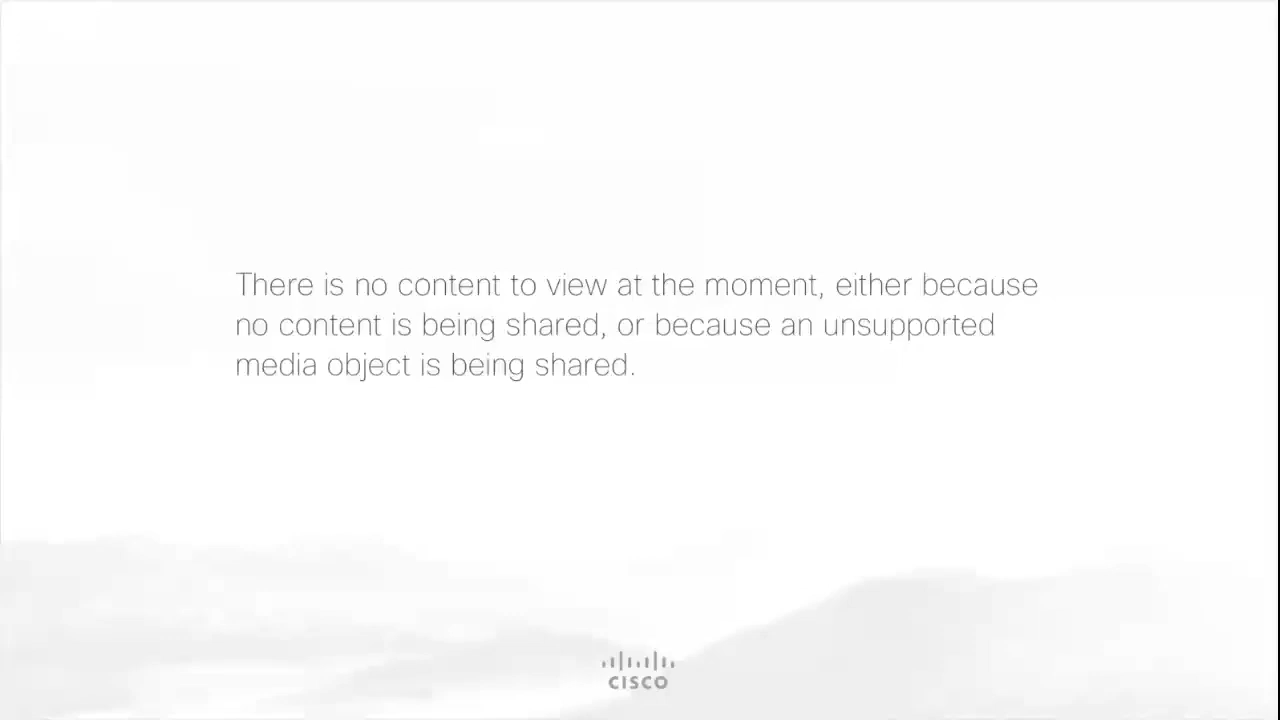 There is no content to view at the moment, either because
no content is being shared, or because an unsupported
media object is being shared.
CISCO